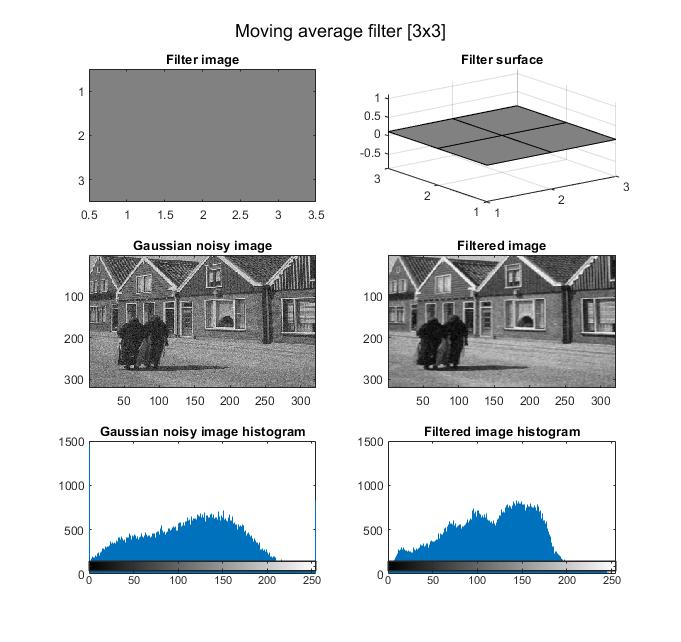 Moving average filter [3x3]
Filter image
1
2
3
0.5 1 1.5 2 2.5 3 3.5
Filter surface
1
0.5
0
-0.5
3
2
1
1
2
3
Gaussian noisy image
100
200
300
50 100 150 200 250 300
Filtered image
100
200
300
50 100 150 200 250 300
Gaussian noisy image histogram
1500
1000
500
0
0 50 100 150 200 250
Filtered image histogram
1500
1000
500
0
0 50 100 150 200 250